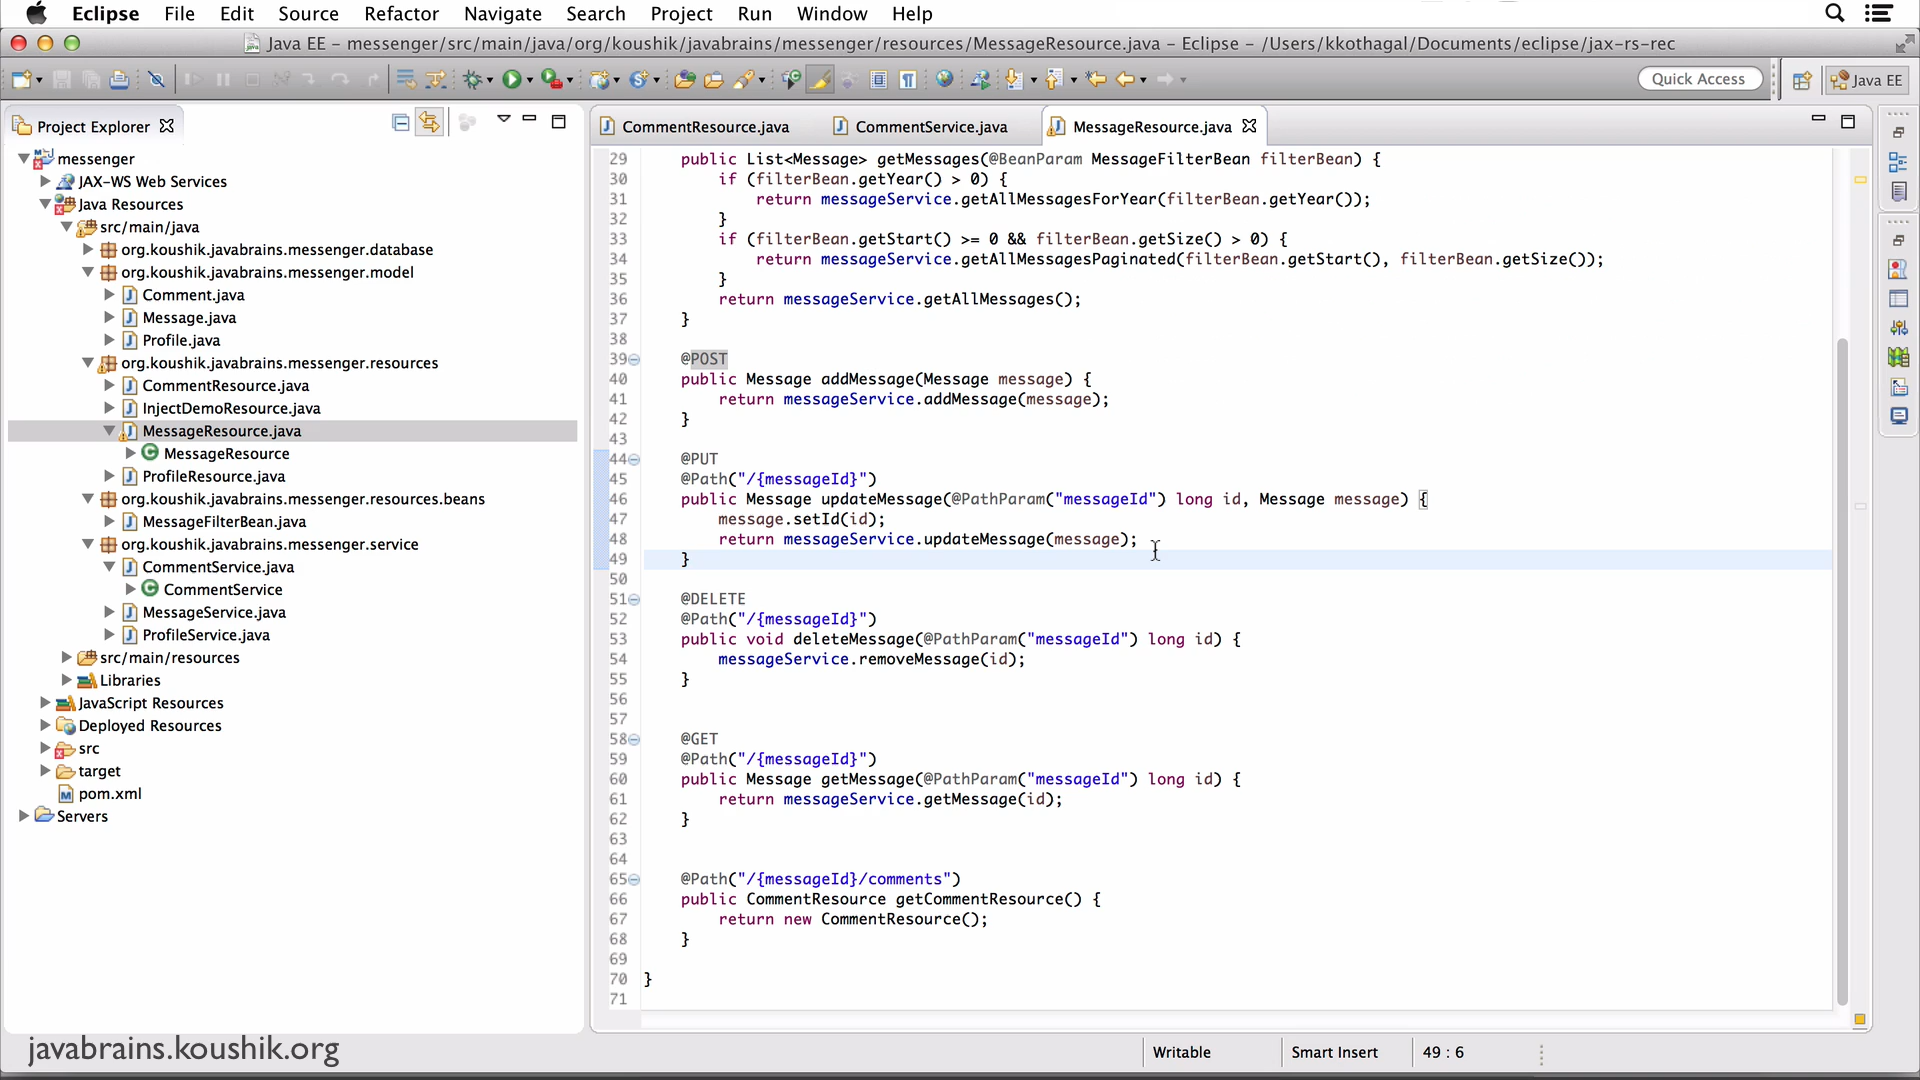 Eclipse File Edit Source Refactor Navigate Search Project Run Window Help
Java EE – messenger/src/main/java/org/koushik/javabrains/messenger/resources/MessageResource.java – Eclipse – /Users/kkothagal/Documents/eclipse/jax-rs-rec
Quick Access
Java EE
Project Explorer
messenger
JAX-WS Web Services
Java Resources
src/main/java
org.koushik.javabrains.messenger.database
org.koushik.javabrains.messenger.model
Comment.java
Message.java
Profile.java
org.koushik.javabrains.messenger.resources
CommentResource.java
InjectDemoResource.java
MessageResource.java
MessageResource
ProfileResource.java
org.koushik.javabrains.messenger.resources.beans
MessageFilterBean.java
org.koushik.javabrains.messenger.service
CommentService.java
CommentService
MessageService.java
ProfileService.java
src/main/resources
Libraries
JavaScript Resources
Deployed Resources
src
target
pom.xml
Servers
CommentResource.java CommentService.java MessageResource.java
29 public List<Message> getMessages(@BeanParam MessageFilterBean filterBean) {
30 if (filterBean.getYear() > 0) {
31 return messageService.getAllMessagesForYear(filterBean.getYear());
32 }
33 if (filterBean.getStart() >= 0 && filterBean.getSize() > 0) {
34 return messageService.getAllMessagesPaginated(filterBean.getStart(), filterBean.getSize());
35 }
36 return messageService.getAllMessages();
37 }
38
39 @POST
40 public Message addMessage(Message message) {
41 return messageService.addMessage(message);
42 }
43
44 @PUT
45 @Path("/{messageId}")
46 public Message updateMessage(@PathParam("messageId") long id, Message message) {
47 message.setId(id);
48 return messageService.updateMessage(message);
49 }
50
51 @DELETE
52 @Path("/{messageId}")
53 public void deleteMessage(@PathParam("messageId") long id) {
54 messageService.removeMessage(id);
55 }
56
57
58 @GET
59 @Path("/{messageId}")
60 public Message getMessage(@PathParam("messageId") long id) {
61 return messageService.getMessage(id);
62 }
63
64
65 @Path("/{messageId}/comments")
66 public CommentResource getCommentResource() {
67 return new CommentResource();
68 }
69
70 }
71
javabrains.koushik.org
Writable Smart Insert 49 : 6